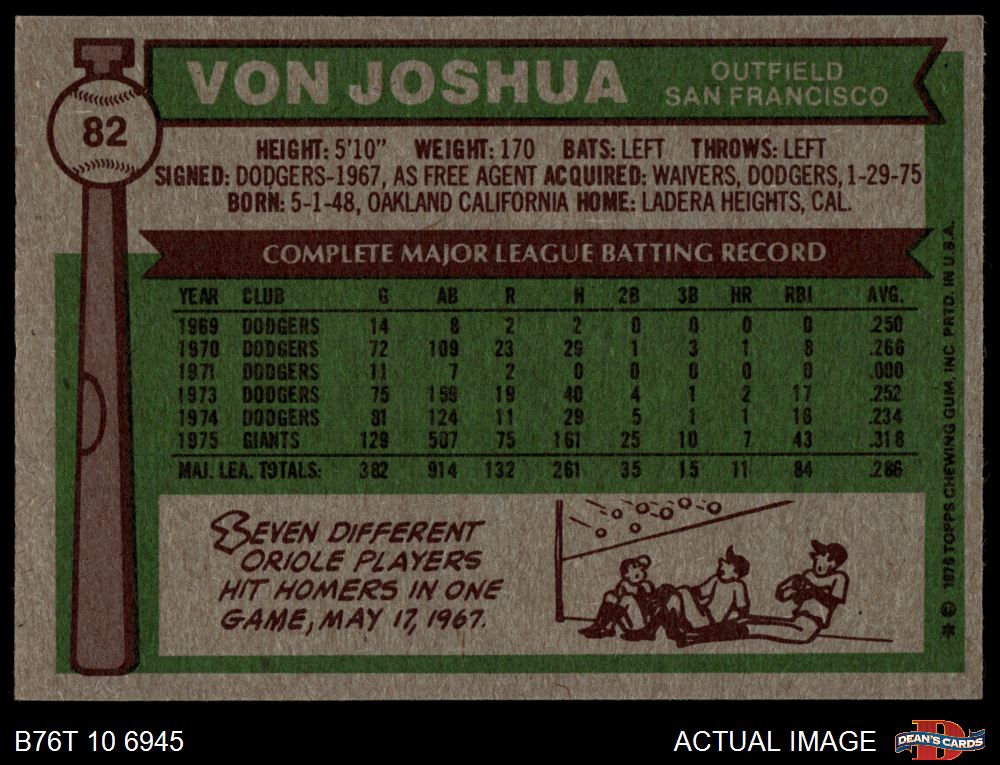 VON JOSHUA
OUTFIELD
SAN FRANCISCO
82
HEIGHT: 5'10" WEIGHT: 170 BATS: LEFT THROWS: LEFT
SIGNED: DODGERS-1967, AS FREE AGENT ACQUIRED: WAIVERS, DODGERS, 1-29-75
BORN: 5-1-48, OAKLAND CALIFORNIA HOME: LADERA HEIGHTS, CAL.
COMPLETE MAJOR LEAGUE BATTING RECORD
YEAR CLUB G AB R H 2B 3B HR RBI AVG.
1969 DODGERS 14 8 2 2 0 0 0 0 .250
1970 DODGERS 72 109 23 29 1 3 1 8 .266
1971 DODGERS 11 7 2 0 0 0 0 0 .000
1973 DODGERS 75 159 19 40 4 1 2 17 .252
1974 DODGERS 81 124 11 29 5 1 1 16 .234
1975 GIANTS 129 507 75 161 25 10 7 43 .318
MAJ. LEA. TOTALS: 382 914 132 261 35 15 11 84 .286
SEVEN DIFFERENT
ORIOLE PLAYERS
HIT HOMERS IN ONE
GAME, MAY 17, 1967.
* © 1976 TOPPS CHEWING GUM, INC. PRTD. IN U.S.A.
B76T 10 6945
ACTUAL IMAGE
DEAN'S CARDS